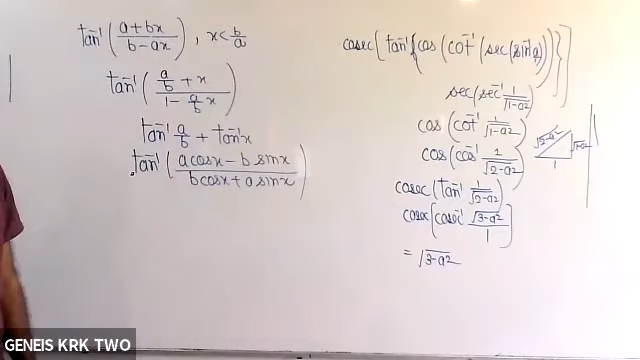 tan⁻¹((a+bx)/(b-ax)), x<b/a
tan⁻¹((a/b + x)/(1 - a/b x))
tan⁻¹ a/b + tan⁻¹x
tan⁻¹((a cosx - b sinx)/(b cosx + a sinx))
cosec[tan⁻¹{cos(cot⁻¹(sec(sin⁻¹a)))}]
sec(sec⁻¹ 1/√(1-a²))
cos(cot⁻¹ 1/√(1-a²))
cos(cos⁻¹ 1/√(2-a²))
√(2-a²) √(1-a²)
1
cosec(tan⁻¹ 1/√(2-a²))
cosec[cosec⁻¹ √(3-a²)/1]
= √(3-a²)
GENEIS KRK TWO